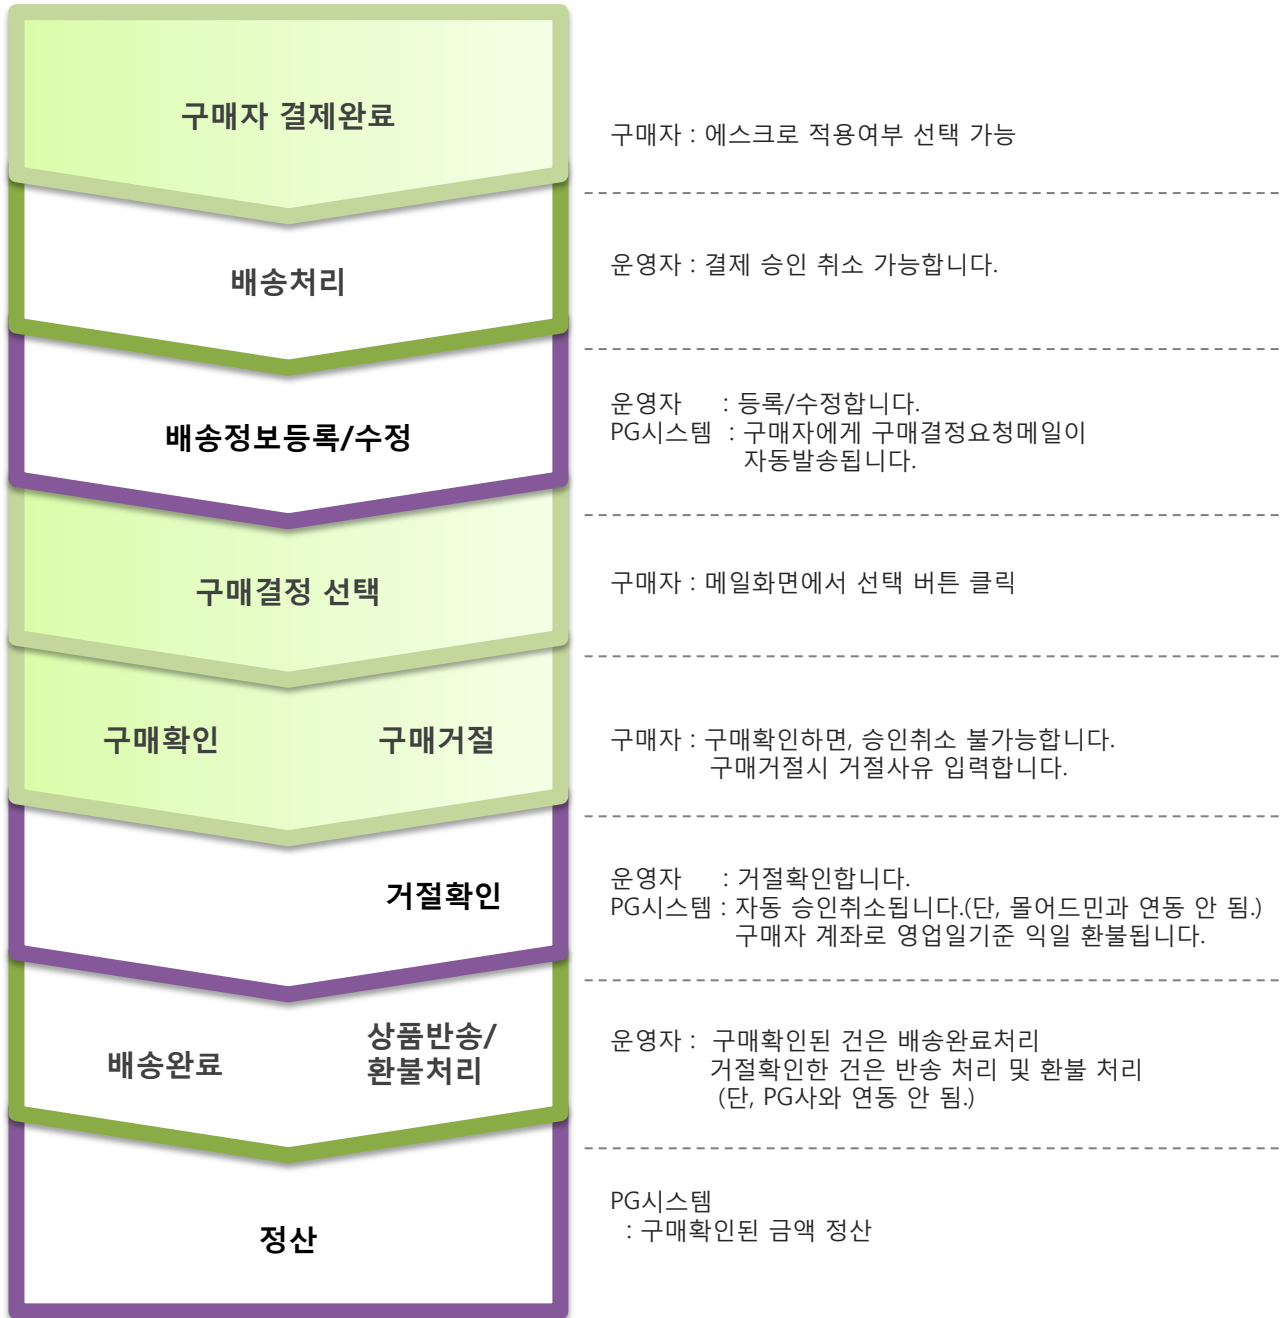 구매자 결제완료
구매자 : 에스크로 적용여부 선택 가능
배송처리
운영자 : 결제 승인 취소 가능합니다.
배송정보등록/수정
운영자 : 등록/수정합니다.
PG시스템 : 구매자에게 구매결정요청메일이
자동발송됩니다.
구매결정 선택
구매자 : 메일화면에서 선택 버튼 클릭
구매확인 구매거절
구매자 : 구매확인하면, 승인취소 불가능합니다.
구매거절시 거절사유 입력합니다.
거절확인
운영자 : 거절확인합니다.
PG시스템 : 자동 승인취소됩니다.(단, 몰어드민과 연동 안 됨.)
구매자 계좌로 영업일기준 익일 환불됩니다.
배송완료
상품반송/
환불처리
운영자 : 구매확인된 건은 배송완료처리
거절확인한 건은 반송 처리 및 환불 처리
(단, PG사와 연동 안 됨.)
정산
PG시스템
: 구매확인된 금액 정산